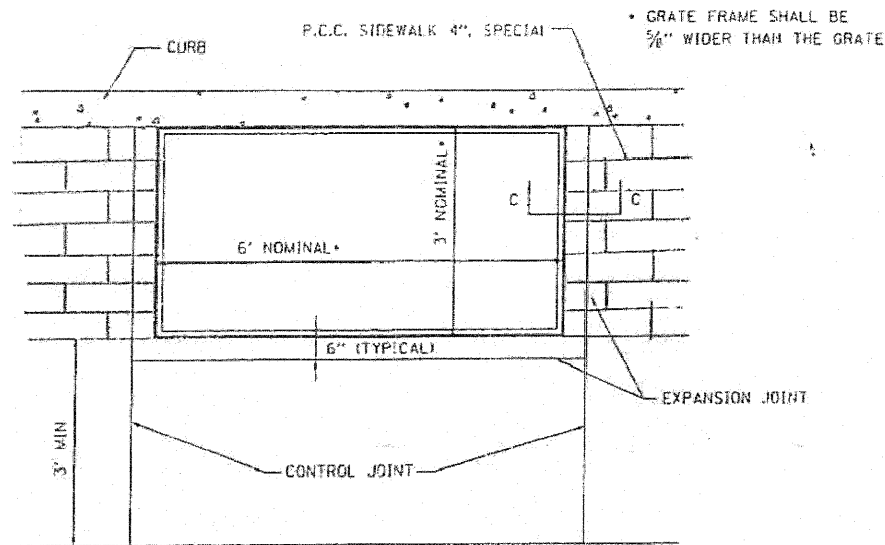 • GRATE FRAME SHALL BE
5/8" WIDER THAN THE GRATE
P.C.C. SIDEWALK 4", SPECIAL
CURB
3' NOMINAL•
C C
6' NOMINAL•
6" (TYPICAL)
EXPANSION JOINT
3' MIN
CONTROL JOINT